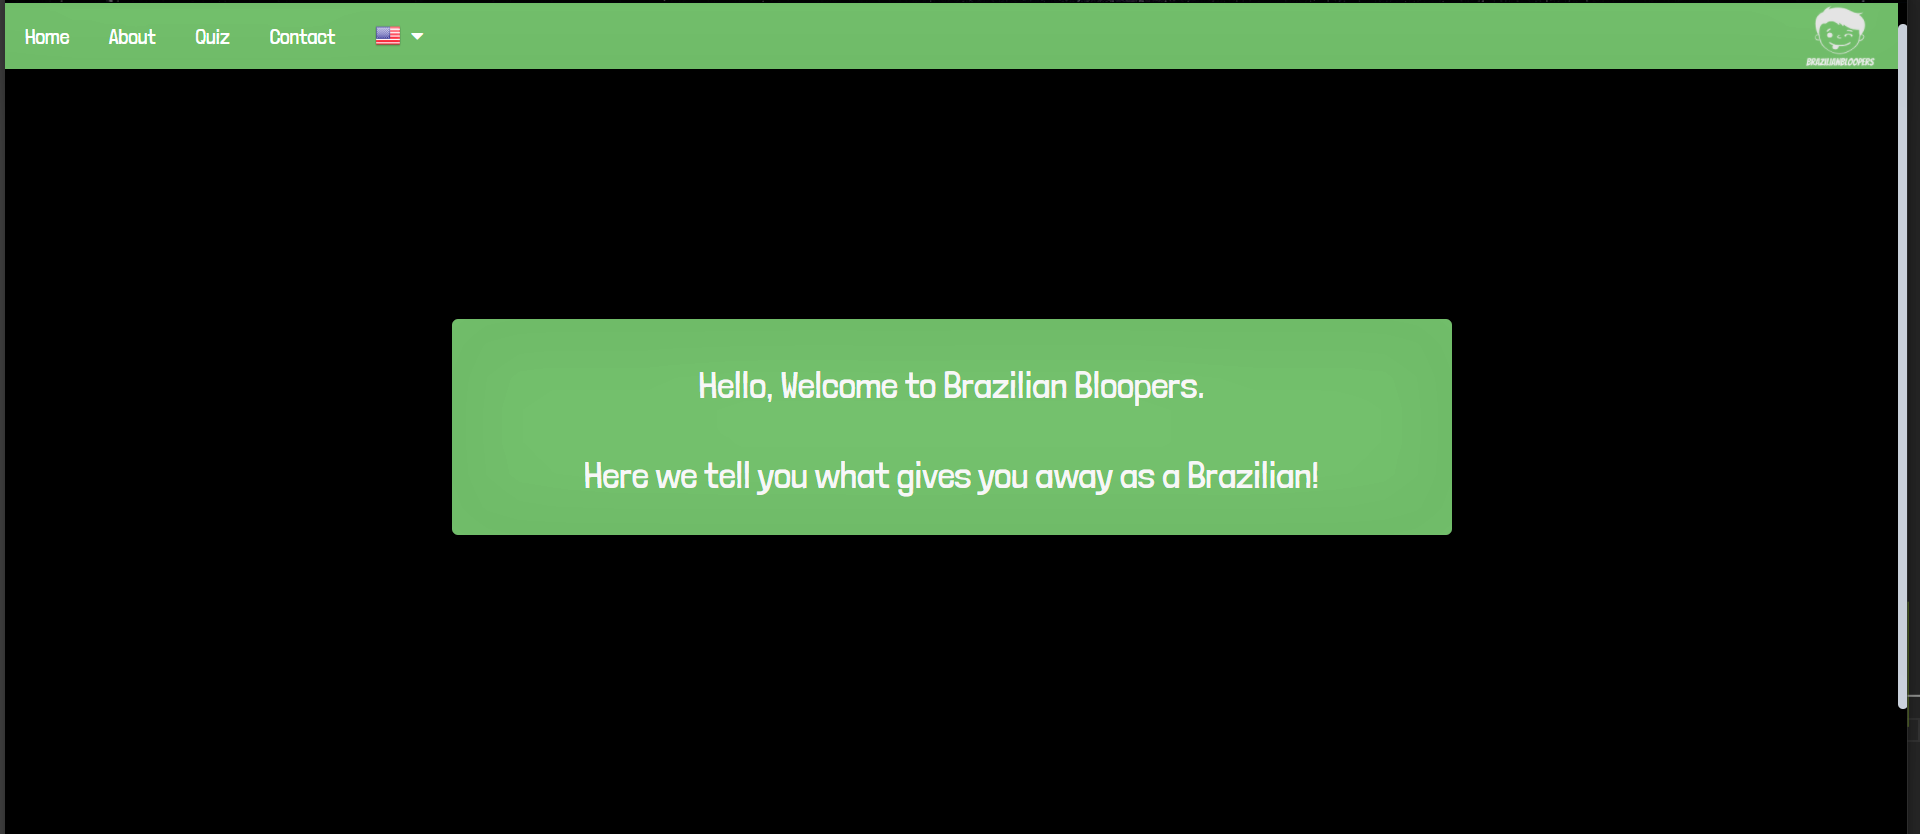 Home About Quiz Contact
BRAZILIANBLOOPERS
Hello, Welcome to Brazilian Bloopers.
Here we tell you what gives you away as a Brazilian!